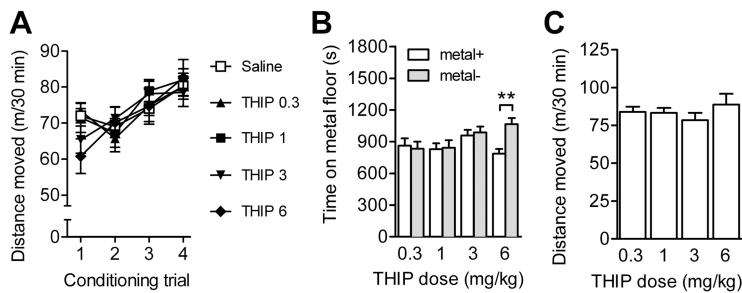 A
Distance moved (m/30 min)
90
80
70
60
50
0
1 2 3 4
Conditioning trial
Saline
THIP 0.3
THIP 1
THIP 3
THIP 6
B
Time on metal floor (s)
1800
1500
1200
900
600
300
0
metal+
metal-
**
0.3 1 3 6
THIP dose (mg/kg)
C
Distance moved (m/30 min)
125
100
75
50
25
0
0.3 1 3 6
THIP dose (mg/kg)